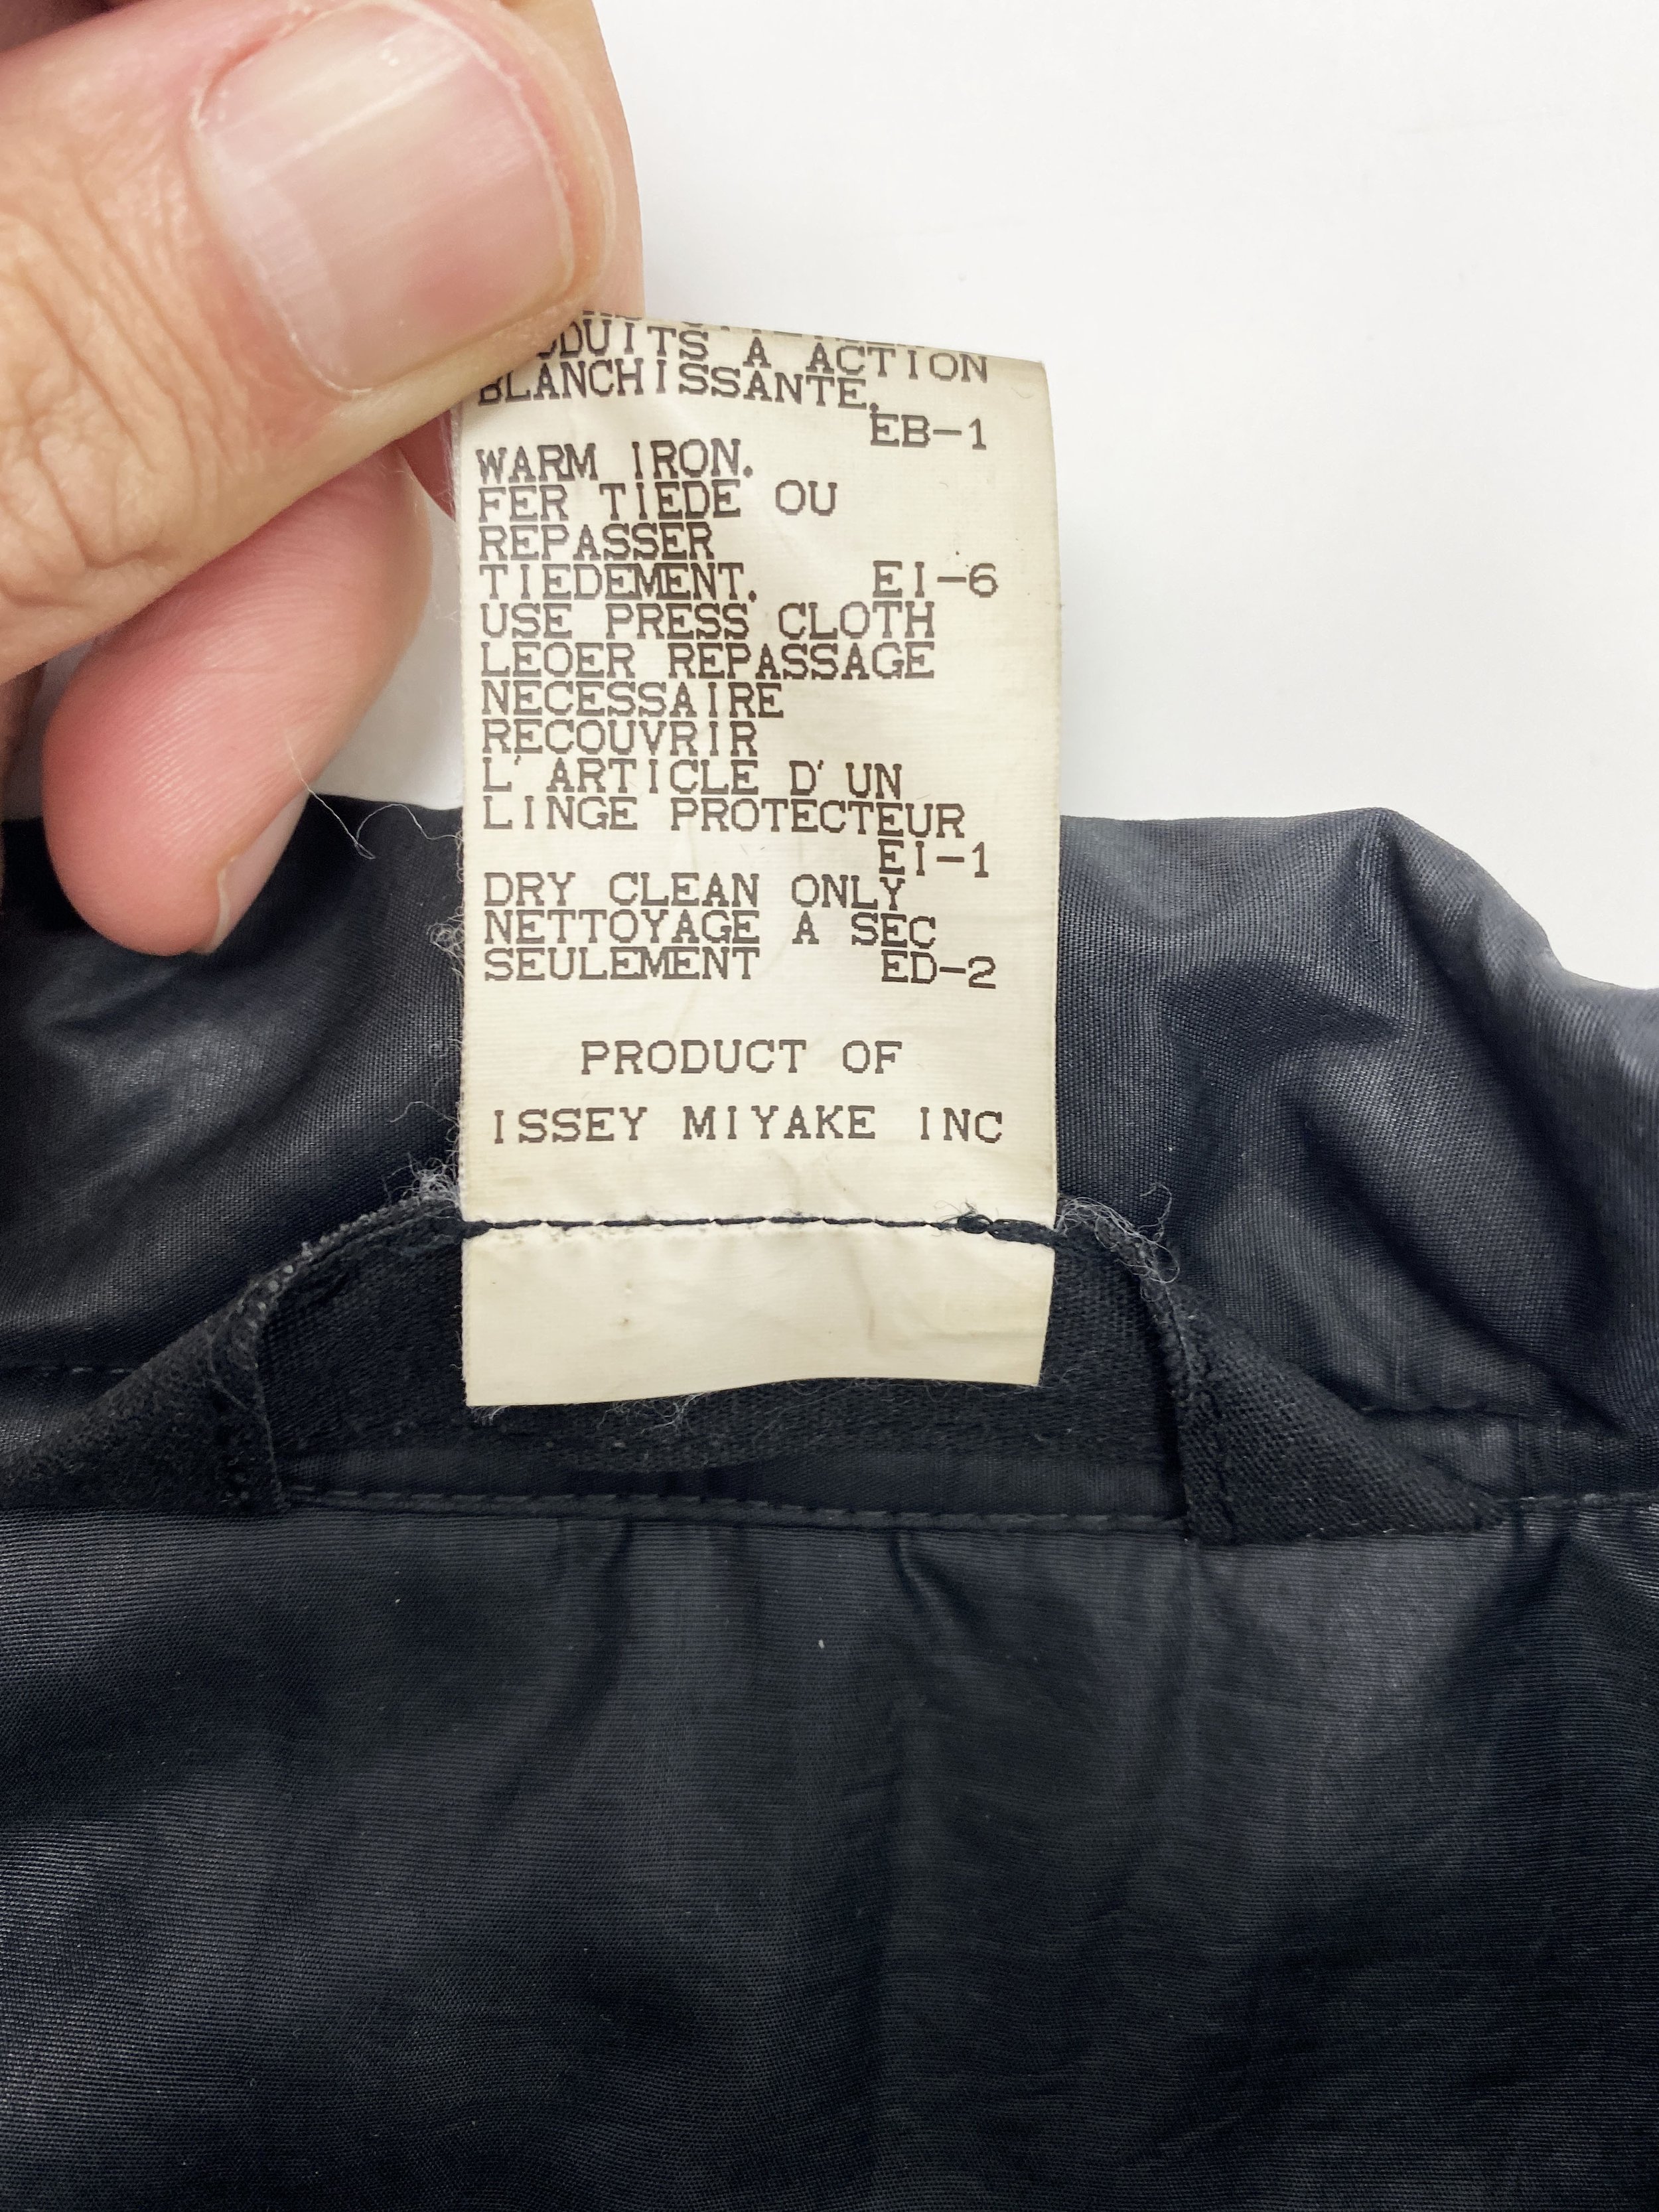 A ACTION
BLANCHISSANTE.
EB-1
WARM IRON.
FER TIEDE OU
REPASSER
TIEDEMENT. EI-6
USE PRESS CLOTH
LEOER REPASSAGE
NECESSAIRE
RECOUVRIR
L'ARTICLE D'UN
LINGE PROTECTEUR
EI-1
DRY CLEAN ONLY
NETTOYAGE A SEC
SEULEMENT ED-2
PRODUCT OF
ISSEY MIYAKE INC